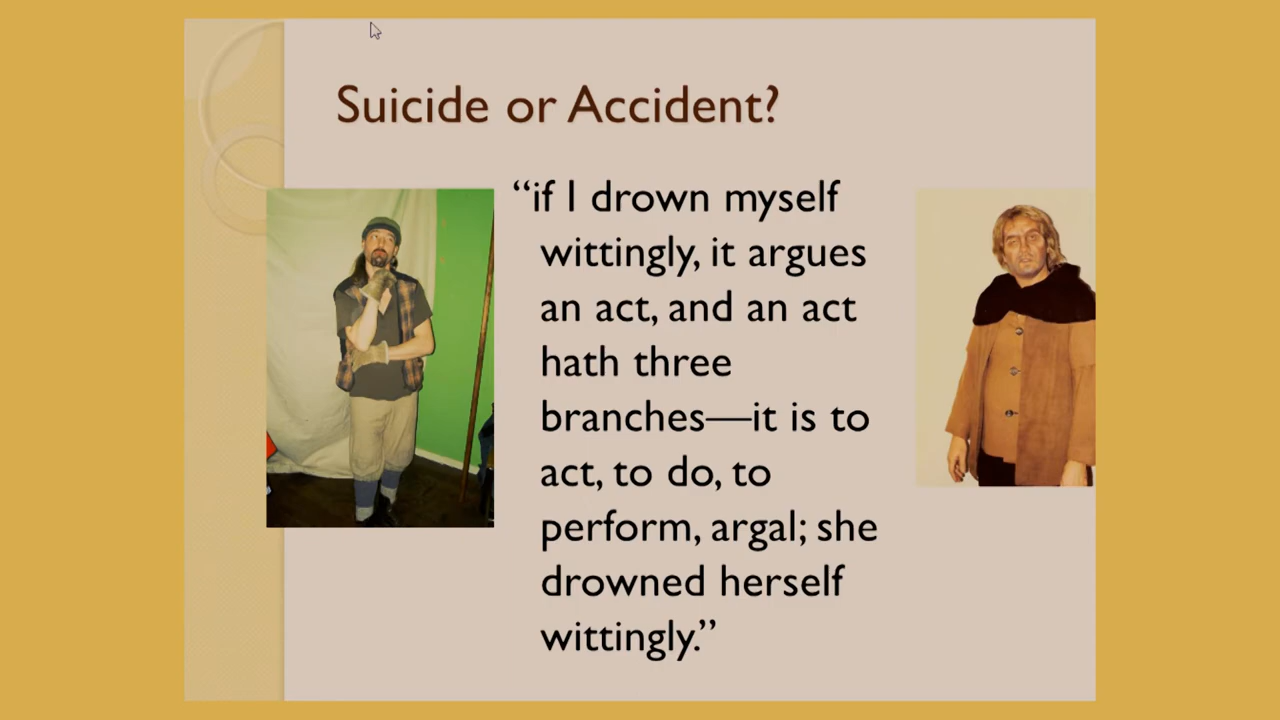 Suicide or Accident?
“if I drown myself
wittingly, it argues
an act, and an act
hath three
branches—it is to
act, to do, to
perform, argal; she
drowned herself
wittingly.”